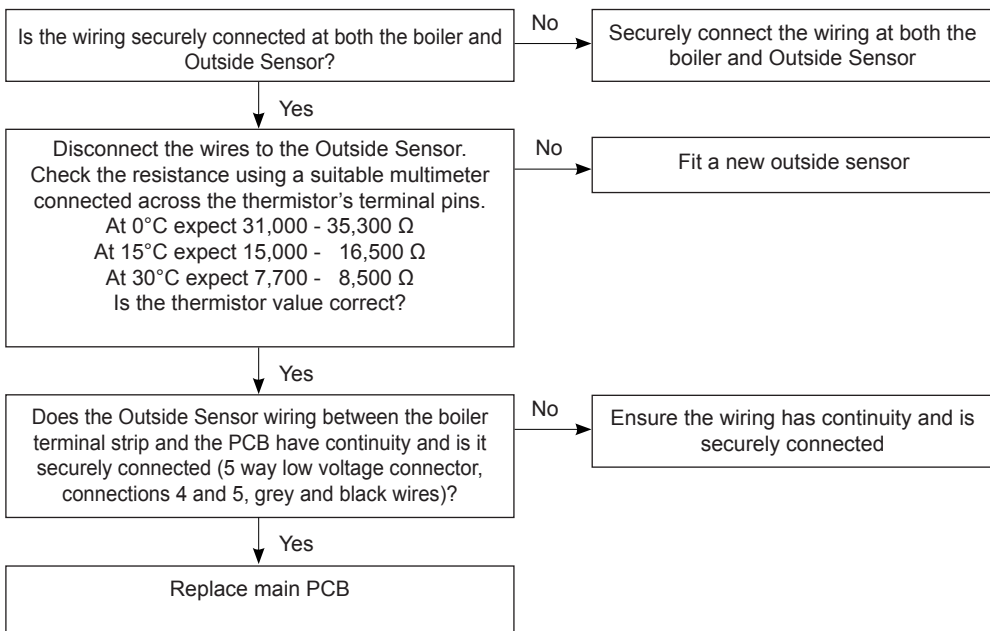 Is the wiring securely connected at both the boiler and
Outside Sensor?
No
Securely connect the wiring at both the
boiler and Outside Sensor
Yes
Disconnect the wires to the Outside Sensor.
Check the resistance using a suitable multimeter
connected across the thermistor’s terminal pins.
At 0°C expect 31,000 - 35,300 Ω
At 15°C expect 15,000 - 16,500 Ω
At 30°C expect 7,700 - 8,500 Ω
Is the thermistor value correct?
No
Fit a new outside sensor
Yes
Does the Outside Sensor wiring between the boiler
terminal strip and the PCB have continuity and is it
securely connected (5 way low voltage connector,
connections 4 and 5, grey and black wires)?
No
Ensure the wiring has continuity and is
securely connected
Yes
Replace main PCB